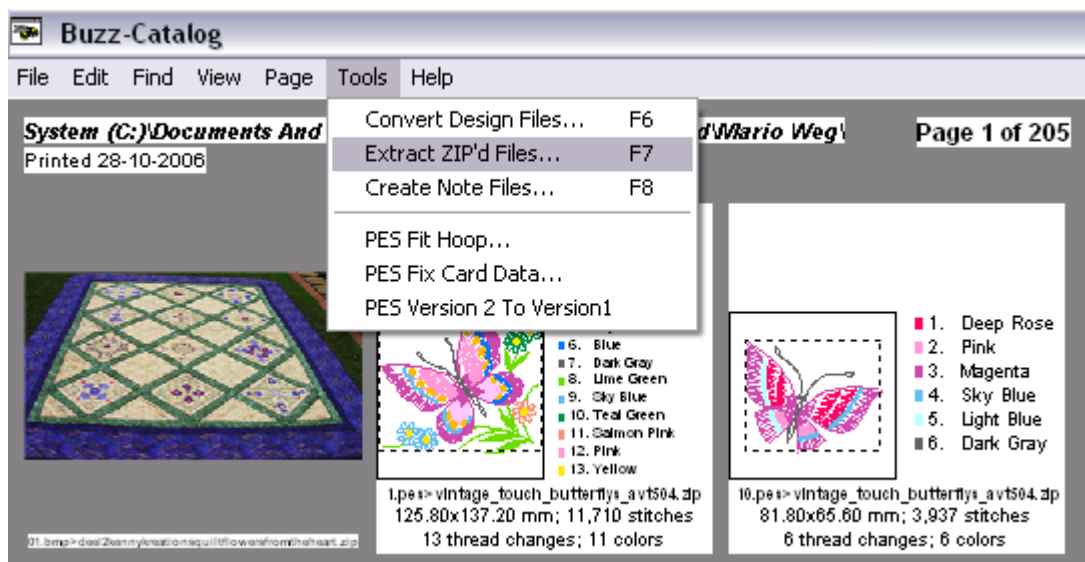 Buzz-Catalog
File Edit Find View Page Tools Help
Convert Design Files... F6
Extract ZIP'd Files... F7
Create Note Files... F8
PES Fit Hoop...
PES Fix Card Data...
PES Version 2 To Version1
System (C:)\Documents And d\Mario Weg\ Page 1 of 205
Printed 28-10-2006
01.bmp>deal2kennykreationsquiltflowersfromtheheart.zip
6. Blue
7. Dark Gray
8. Lime Green
9. Sky Blue
10. Teal Green
11. Salmon Pink
12. Pink
13. Yellow
1.pes>vintage_touch_butterflys_avt504.zip
125.80x137.20 mm; 11,710 stitches
13 thread changes; 11 colors
1. Deep Rose
2. Pink
3. Magenta
4. Sky Blue
5. Light Blue
6. Dark Gray
10.pes>vintage_touch_butterflys_avt504.zip
81.80x65.60 mm; 3,937 stitches
6 thread changes; 6 colors